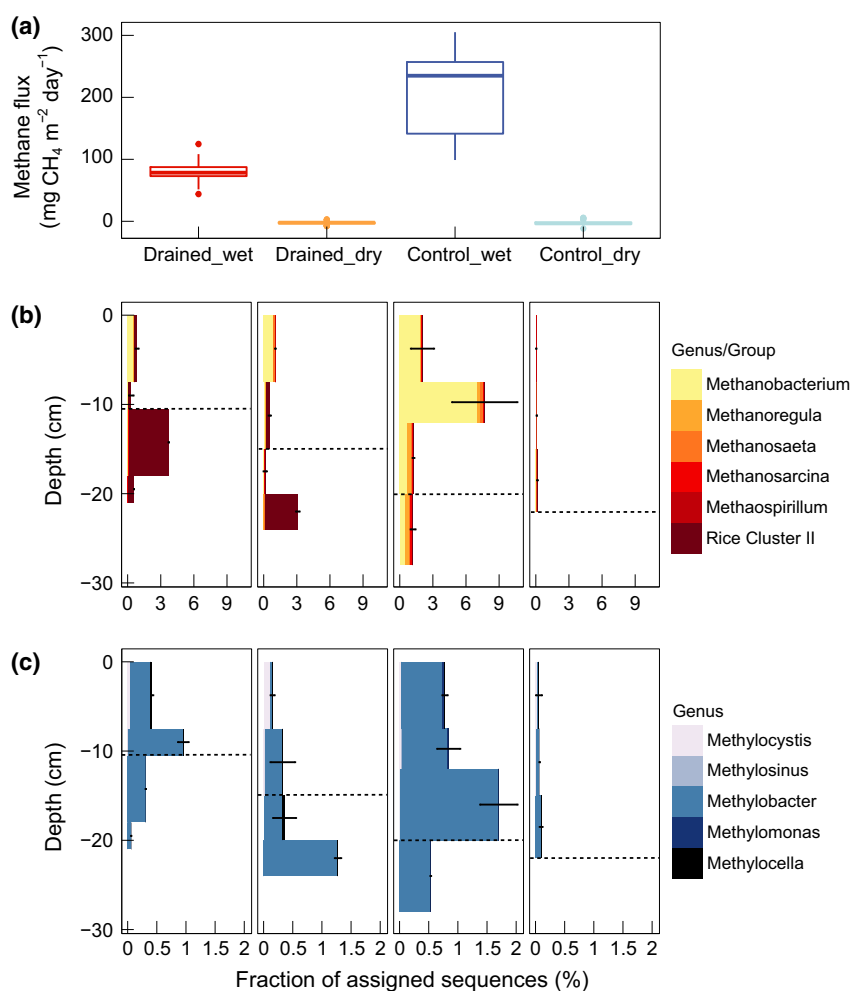 (a)
Methane flux
(mg CH₄ m⁻² day⁻¹)
300
200
100
0
Drained_wet
Drained_dry
Control_wet
Control_dry
(b)
Depth (cm)
0
−10
−20
−30
0 3 6 9
0 3 6 9
0 3 6 9
0 3 6 9
Genus/Group
Methanobacterium
Methanoregula
Methanosaeta
Methanosarcina
Methaospirillum
Rice Cluster II
(c)
Depth (cm)
0
−10
−20
−30
0 0.5 1 1.5 2
0 0.5 1 1.5 2
0 0.5 1 1.5 2
0 0.5 1 1.5 2
Genus
Methylocystis
Methylosinus
Methylobacter
Methylomonas
Methylocella
Fraction of assigned sequences (%)